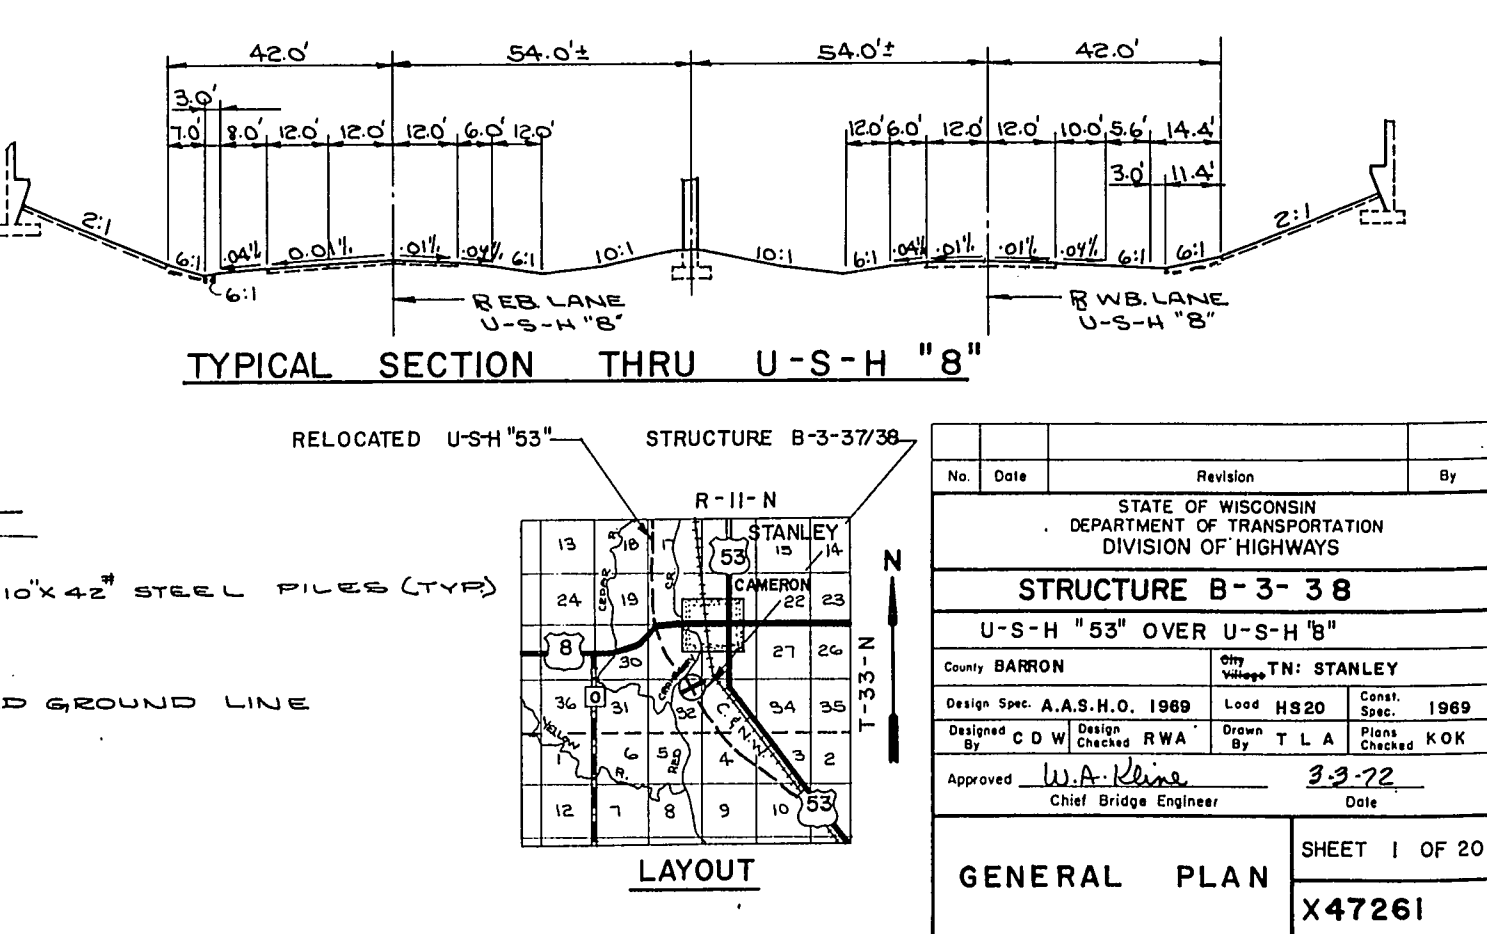 42.0' 54.0'± 54.0'± 42.0'
3.0'
7.0' 8.0' 12.0' 12.0' 12.0' 6.0' 12.0' 12.0' 6.0' 12.0' 12.0' 10.0' 5.6' 14.4'
3.0' 11.4'
2:1 2:1
6:1 .04'/' 0.01'/' .01'/' .04'/' 6:1 10:1 10:1 6:1 .04'/' .01'/' .01'/' .04'/' 6:1 6:1
6:1
R EB. LANE
U-S-H "8"
R WB. LANE
U-S-H "8"
TYPICAL SECTION THRU U-S-H "8"
RELOCATED U-S-H "53"
STRUCTURE B-3-37/38
10"X 42# STEEL PILES (TYP.)
D GROUND LINE
R-11-N
STANLEY
13 18 17 53 15 14
CEDAR R.
CR.
CAMERON
24 19 22 23
8 30 27 26
T-33-N
N
36 0 31 32 34 35
C. & N.W.
YELLOW R.
RED
1 6 5 4 3 2
12 7 8 9 10 53
LAYOUT
No. Date Revision By
STATE OF WISCONSIN
DEPARTMENT OF TRANSPORTATION
DIVISION OF HIGHWAYS
STRUCTURE B-3-38
U-S-H "53" OVER U-S-H "8"
County BARRON
City
Village TN: STANLEY
Design Spec. A.A.S.H.O. 1969 Load HS20 Const. Spec. 1969
Designed By C D W Design Checked RWA Drawn By T L A Plans Checked KOK
Approved W.A. Kline 3-3-72
Chief Bridge Engineer Date
GENERAL PLAN
SHEET 1 OF 20
X47261